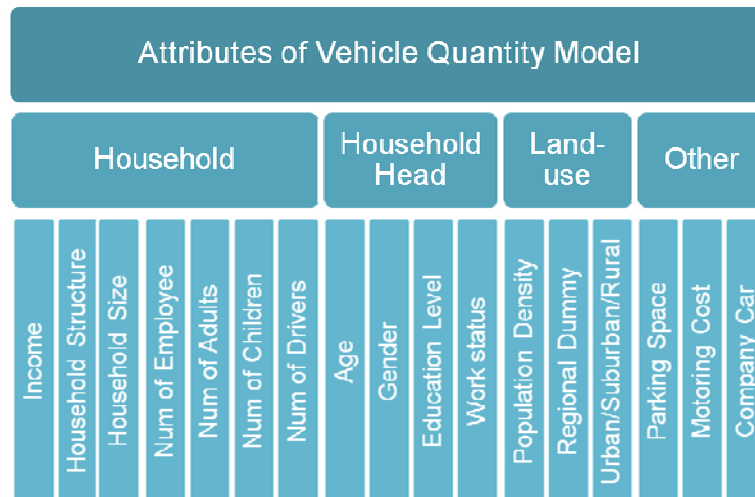 Attributes of Vehicle Quantity Model
Household
Household
Head
Land-
use
Other
Income
Household Structure
Household Size
Num of Employee
Num of Adults
Num of Children
Num of Drivers
Age
Gender
Education Level
Work status
Population Density
Regional Dummy
Urban/Suburban/Rural
Parking Space
Motoring Cost
Company Car